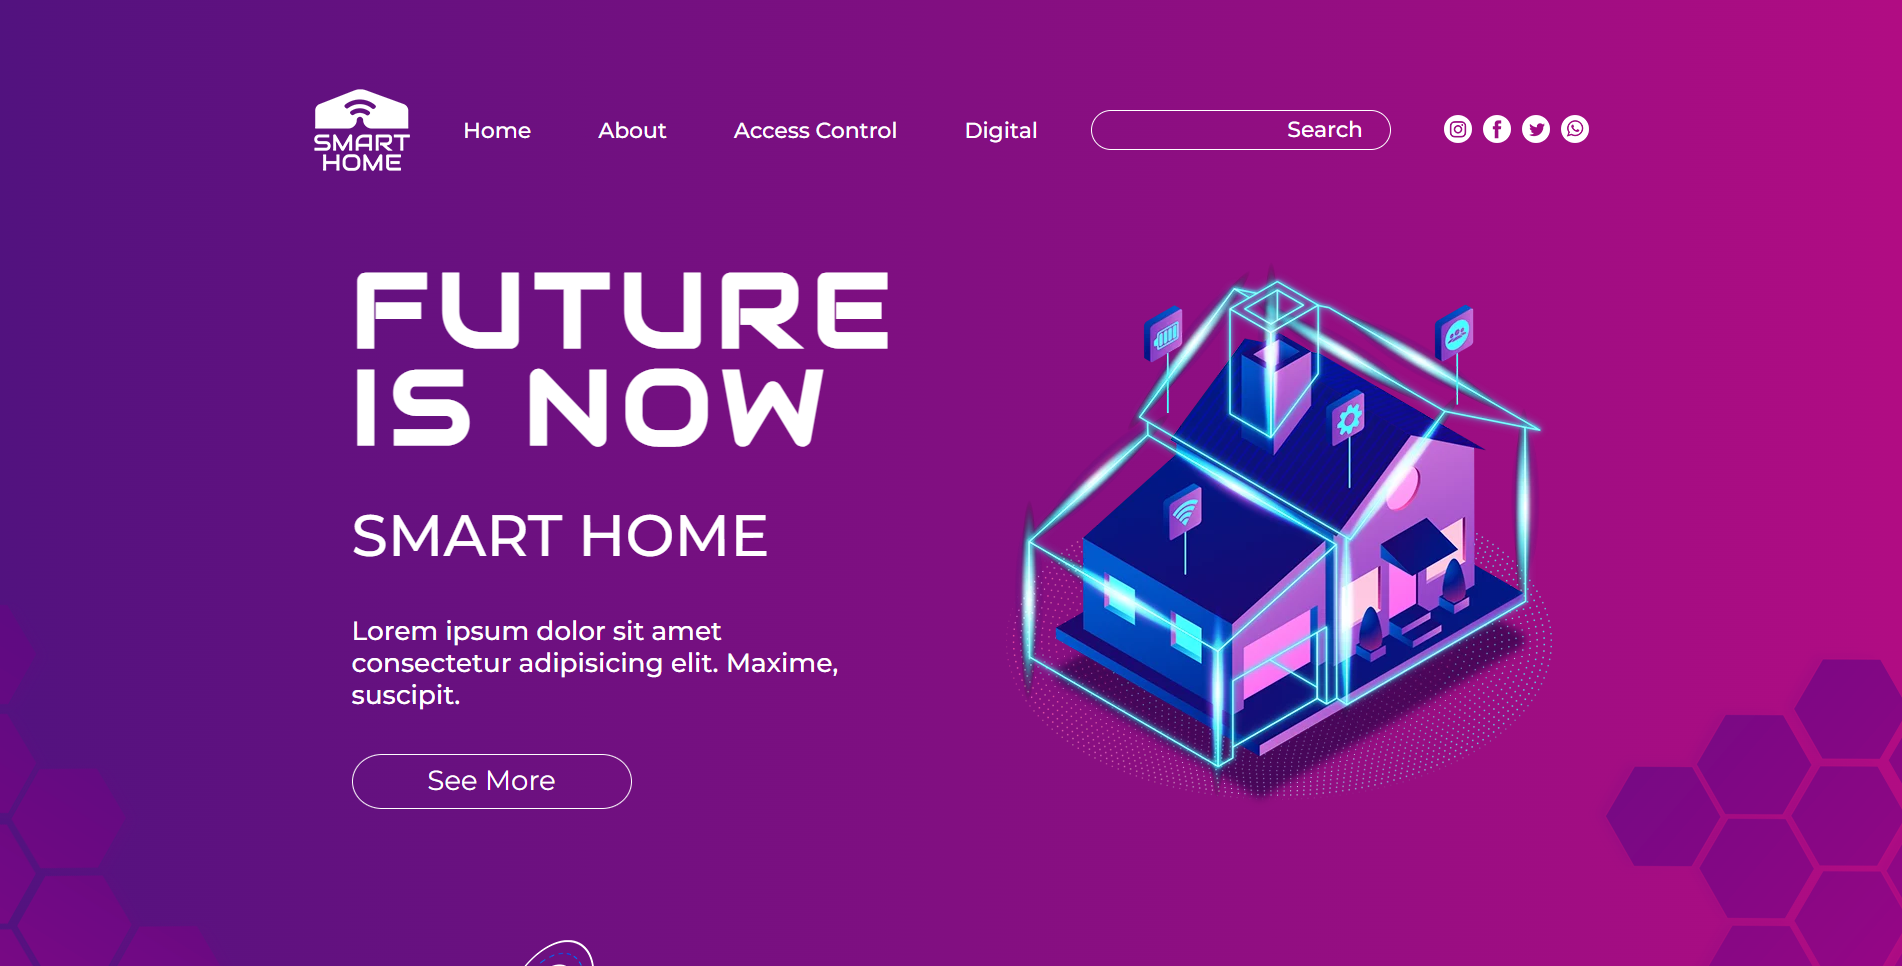 SMART
HOME
Home
About
Access Control
Digital
Search
FUTURE
IS NOW
SMART HOME
Lorem ipsum dolor sit amet
consectetur adipisicing elit. Maxime,
suscipit.
See More